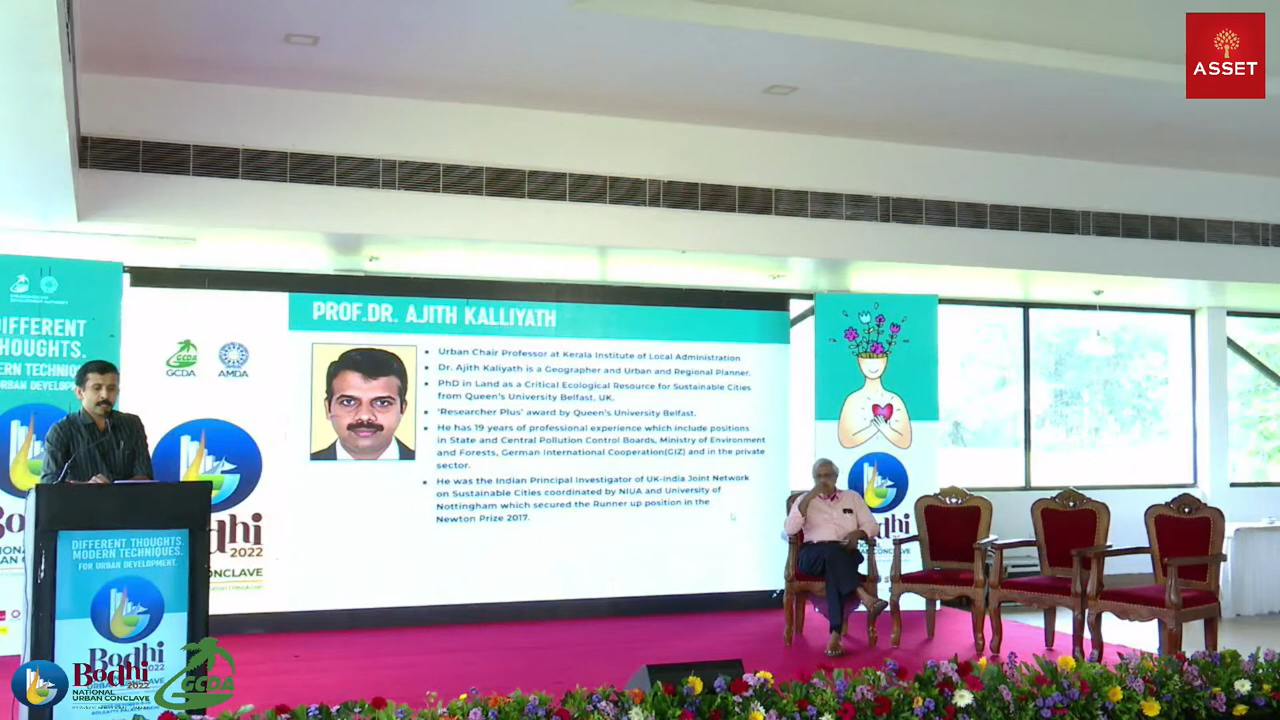 ASSET
DIFFERENT
THOUGHTS.
MODERN TECHNIQU
URBAN DEVELOP
GCDA
AMDA
PROF.DR. AJITH KALLIYATH
• Urban Chair Professor at Kerala Institute of Local Administration
• Dr. Ajith Kaliyath is a Geographer and Urban and Regional Planner.
• PhD in Land as a Critical Ecological Resource for Sustainable Cities
from Queen's University Belfast, UK.
• 'Researcher Plus' award by Queen's University Belfast.
• He has 19 years of professional experience which include positions
in State and Central Pollution Control Boards, Ministry of Environment
and Forests, German International Cooperation(GIZ) and in the private
sector.
• He was the Indian Principal Investigator of UK-India Joint Network
on Sustainable Cities coordinated by NIUA and University of
Nottingham which secured the Runner up position in the
Newton Prize 2017.
dhi
2022
ONCLAVE
dhi
CONCLAVE
DIFFERENT THOUGHTS.
MODERN TECHNIQUES.
FOR URBAN DEVELOPMENT.
Bodhi
2022
Bodhi
2022
NATIONAL
URBAN CONCLAVE
GCDA